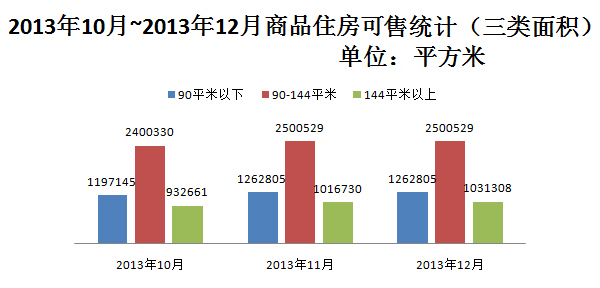 2013年10月~2013年12月商品住房可售统计（三类面积）
单位：平方米
90平米以下 90-144平米 144平米以上
2400330 2500529 2500529
1197145 932661 1262805 1016730 1262805 1031308
2013年10月 2013年11月 2013年12月